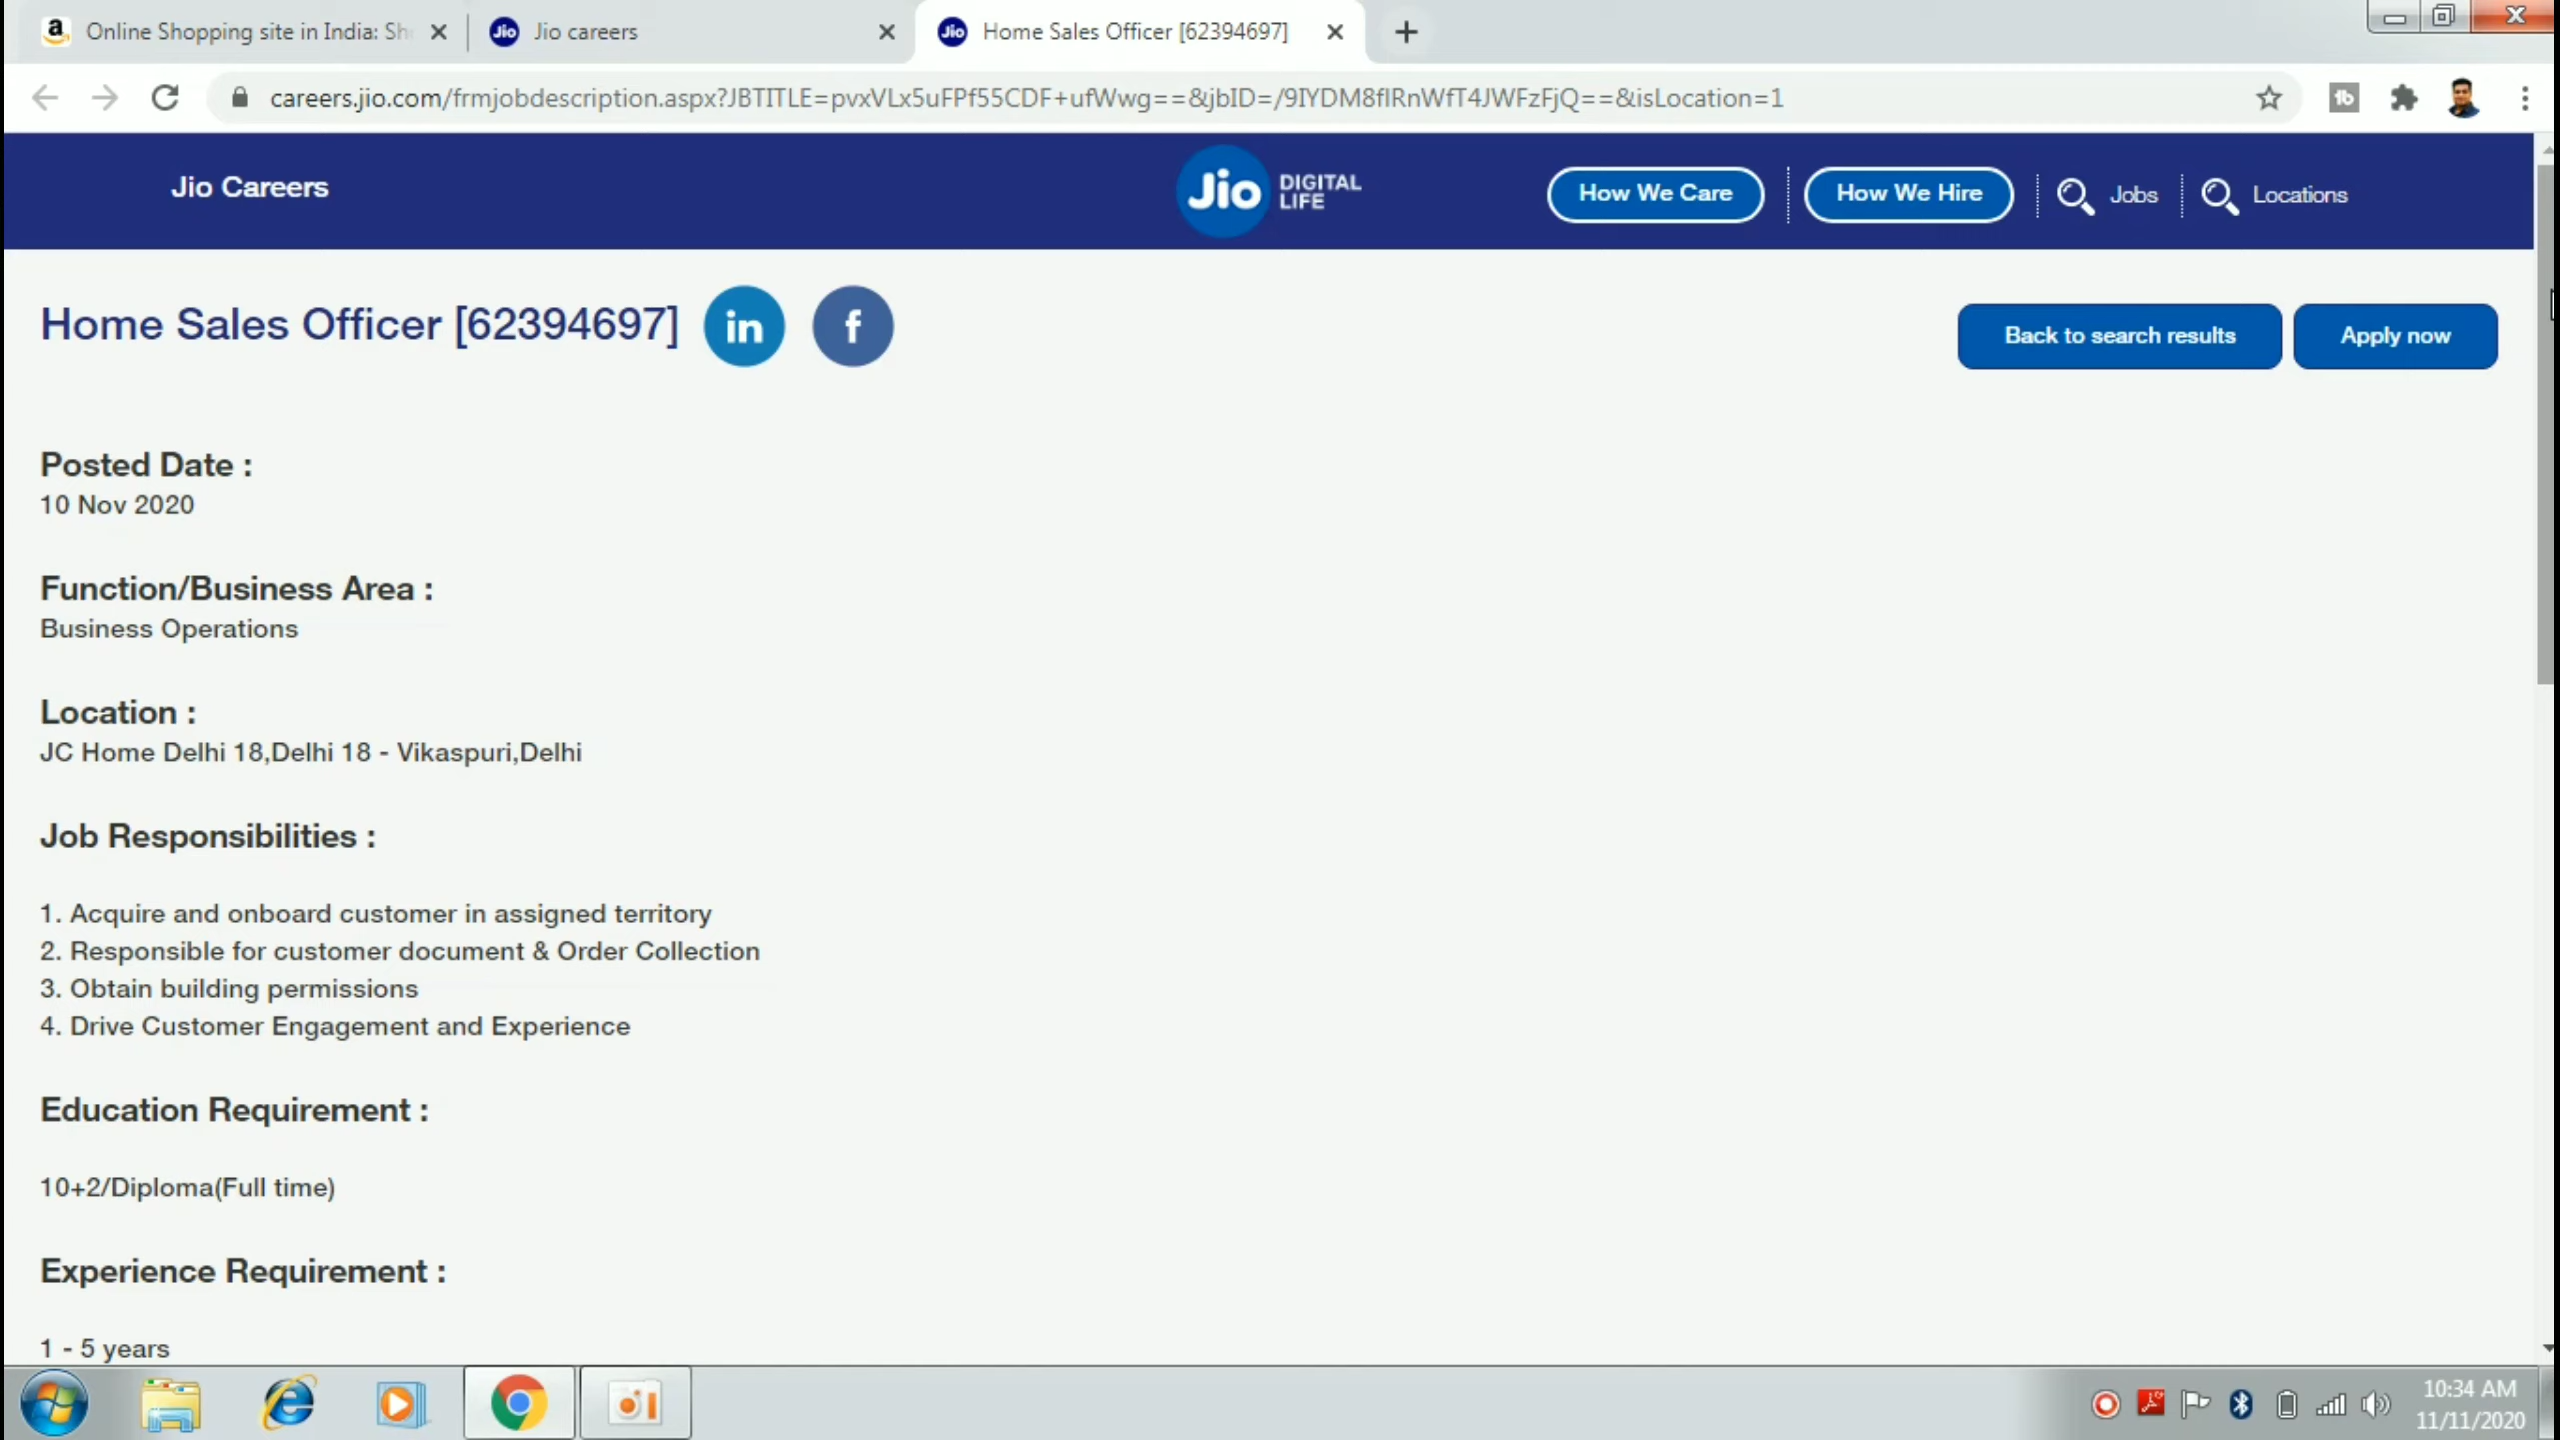 Online Shopping site in India: Sh
Jio careers
Home Sales Officer [62394697]
careers.jio.com/frmjobdescription.aspx?JBTITLE=pvxVLx5uFPf55CDF+ufWwg==&jbID=/9IYDM8flRnWfT4JWFzFjQ==&isLocation=1
Jio Careers
Jio DIGITAL LIFE
How We Care
How We Hire
Jobs
Locations
Home Sales Officer [62394697]
in
f
Back to search results
Apply now
Posted Date :
10 Nov 2020
Function/Business Area :
Business Operations
Location :
JC Home Delhi 18,Delhi 18 - Vikaspuri,Delhi
Job Responsibilities :
1. Acquire and onboard customer in assigned territory
2. Responsible for customer document & Order Collection
3. Obtain building permissions
4. Drive Customer Engagement and Experience
Education Requirement :
10+2/Diploma(Full time)
Experience Requirement :
1 - 5 years
10:34 AM
11/11/2020